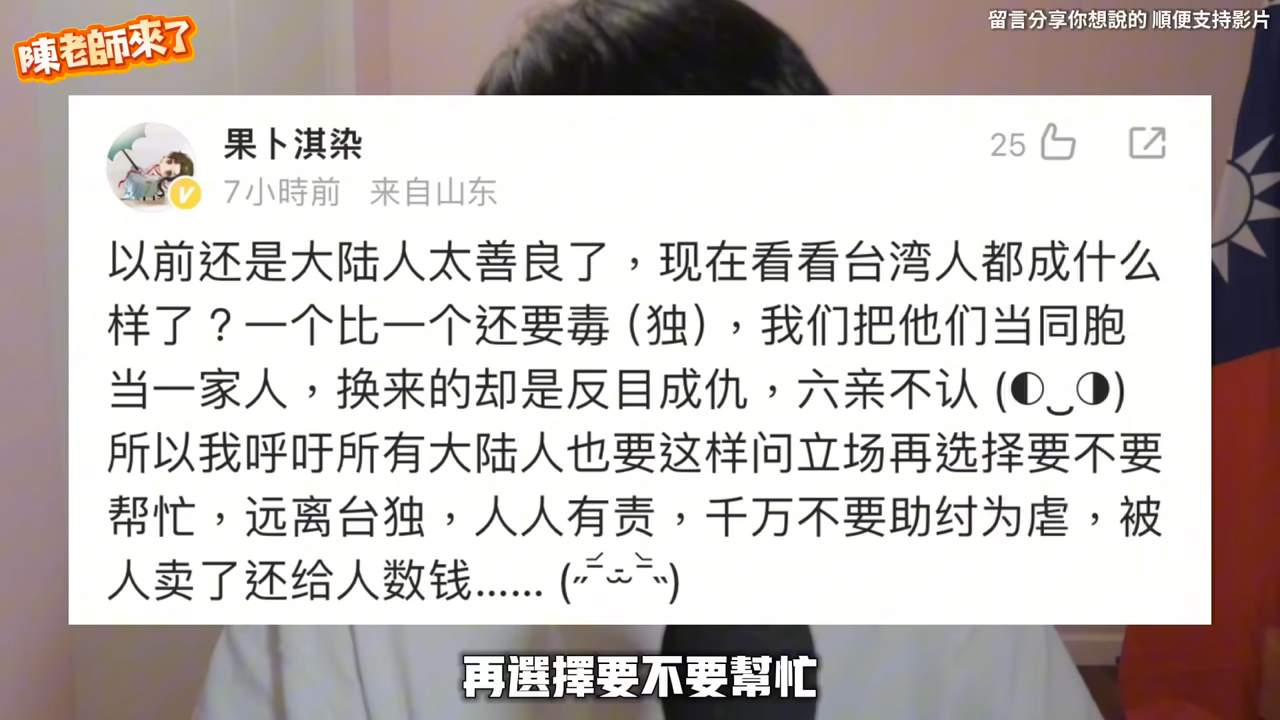 陳老師來了
留言分享你想說的 順便支持影片
果卜淇染
25
7小時前 来自山东
以前还是大陆人太善良了，现在看看台湾人都成什么
样了？一个比一个还要毒 (独)，我们把他们当同胞
当一家人，换来的却是反目成仇，六亲不认 (◐‿◑)
所以我呼吁所有大陆人也要这样问立场再选择要不要
帮忙，远离台独，人人有责，千万不要助纣为虐，被
人卖了还给人数钱...... (˶‾᷄ ⁻̫ ‾᷅˵)
再選擇要不要幫忙